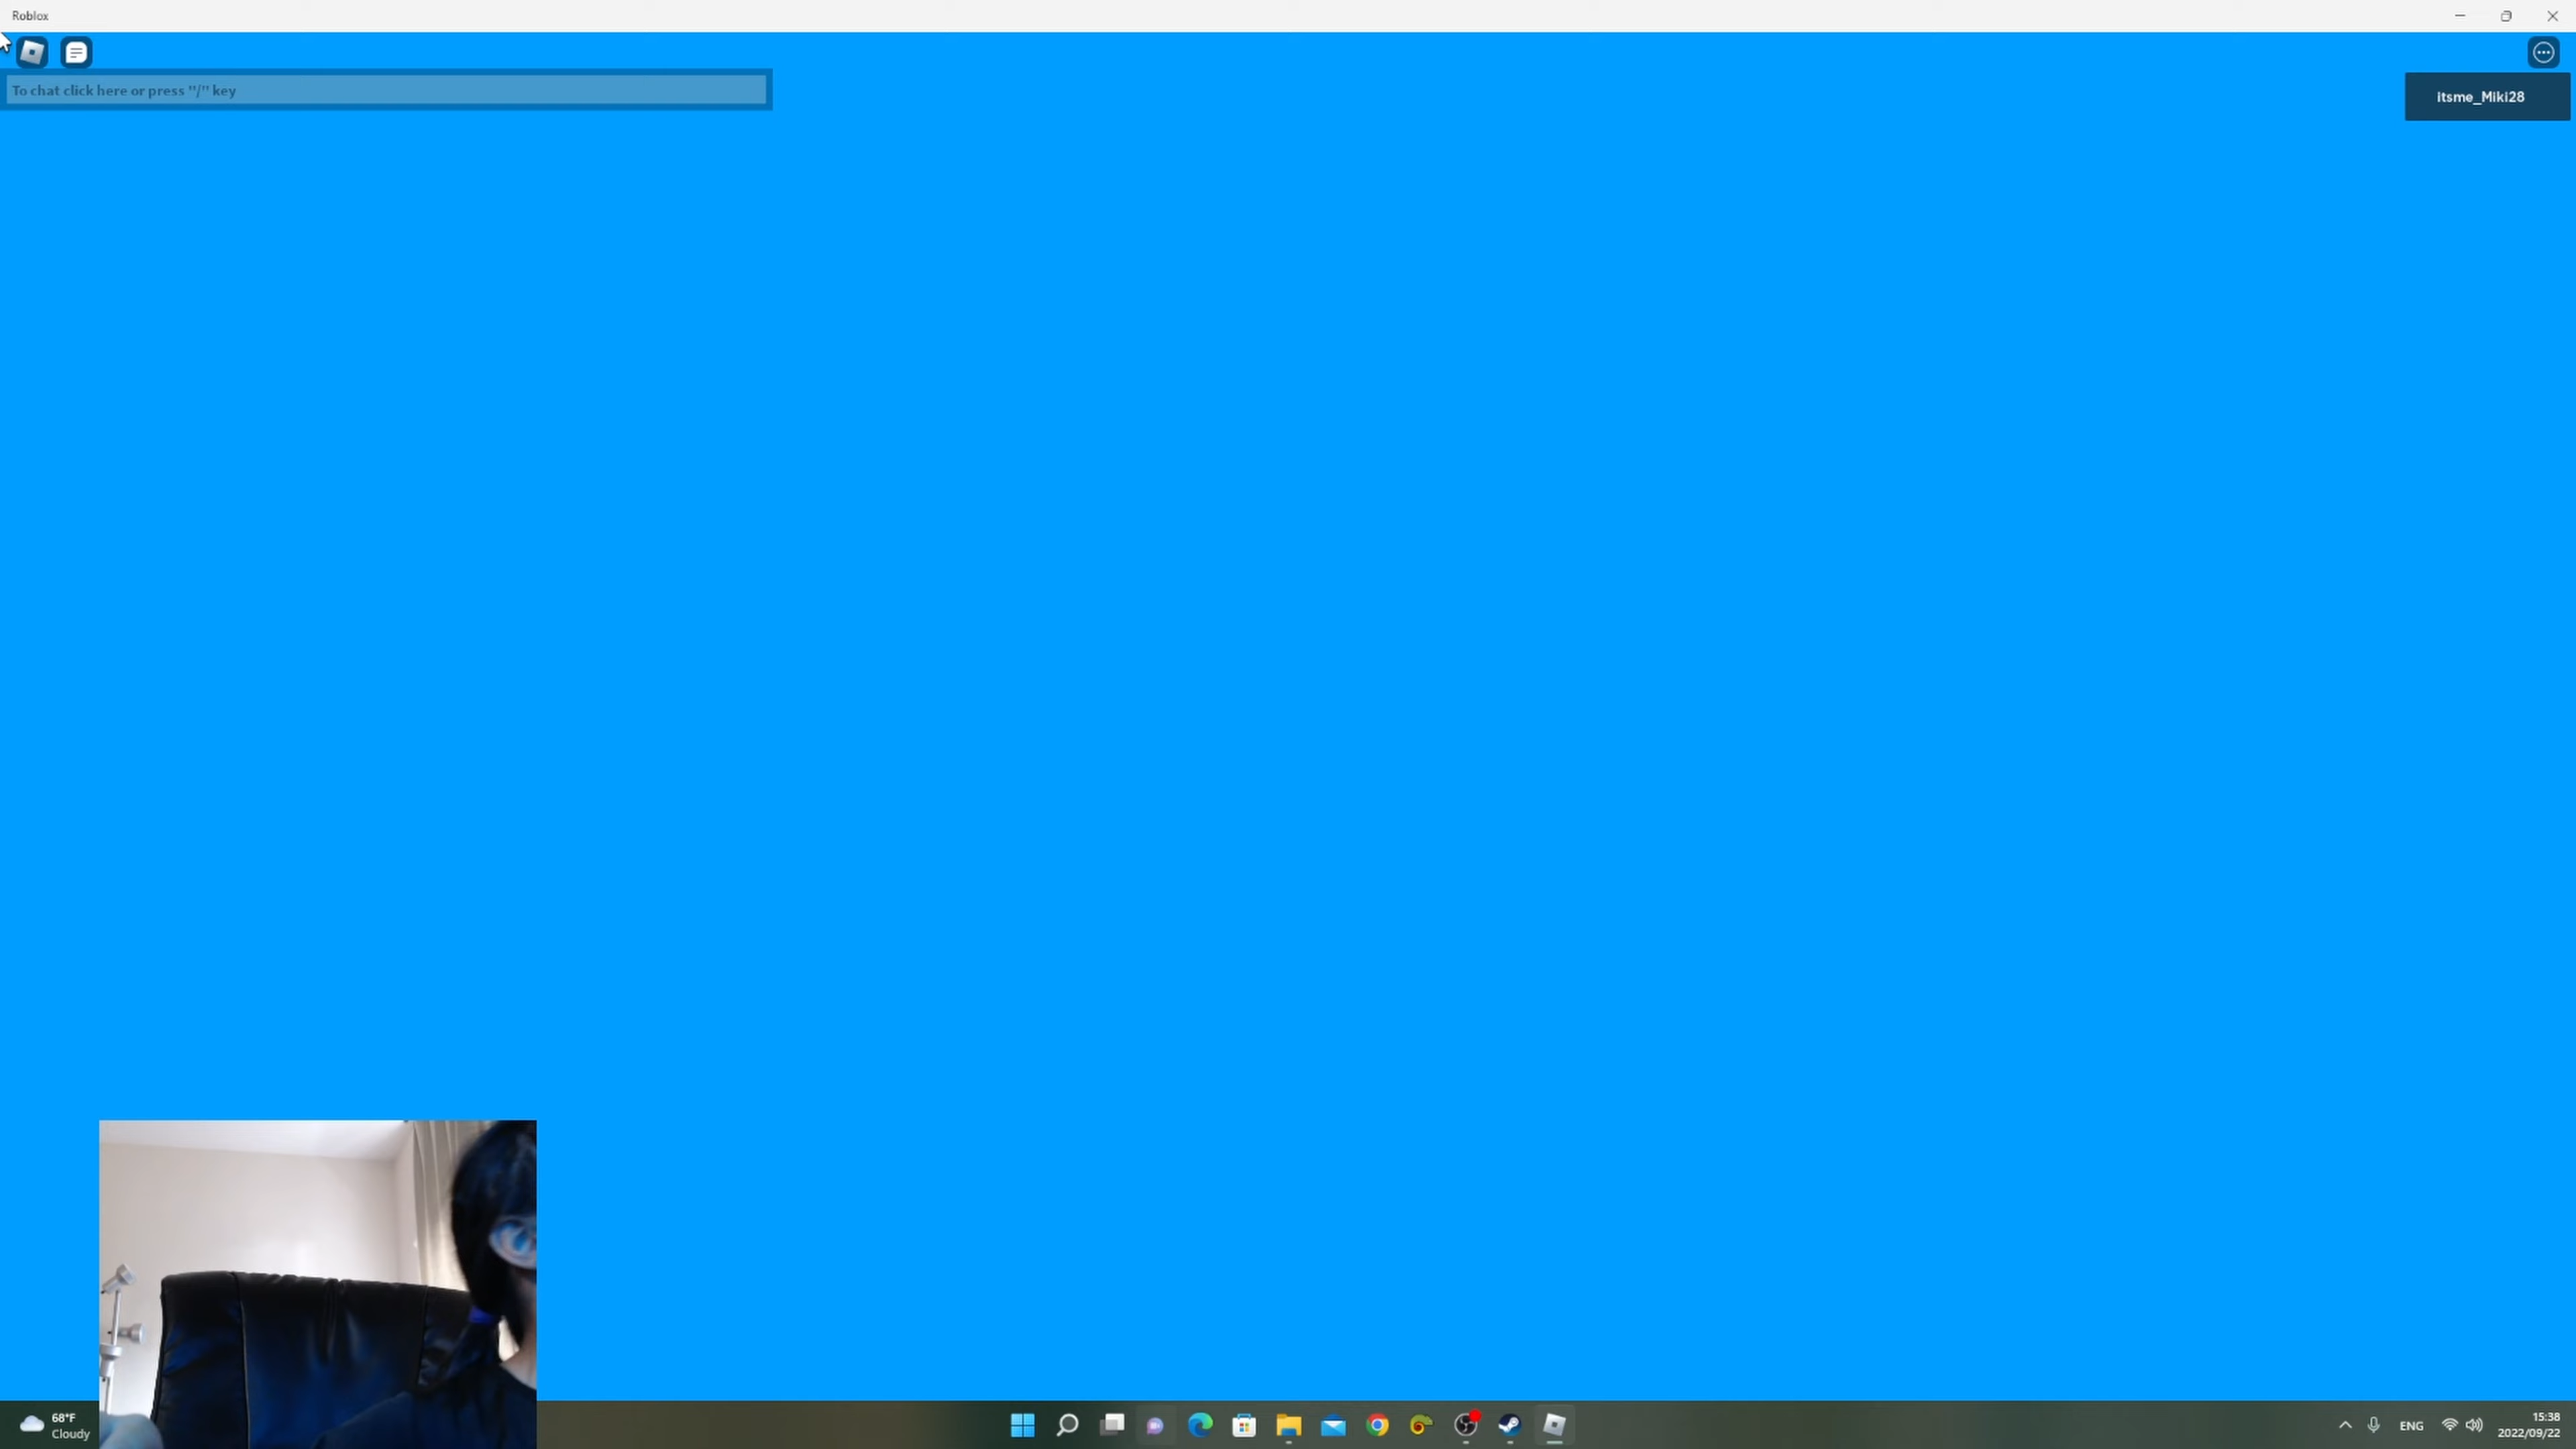 Roblox
To chat click here or press "/" key
itsme_Miki28
68°F
Cloudy
ENG
15:38
2022/09/22